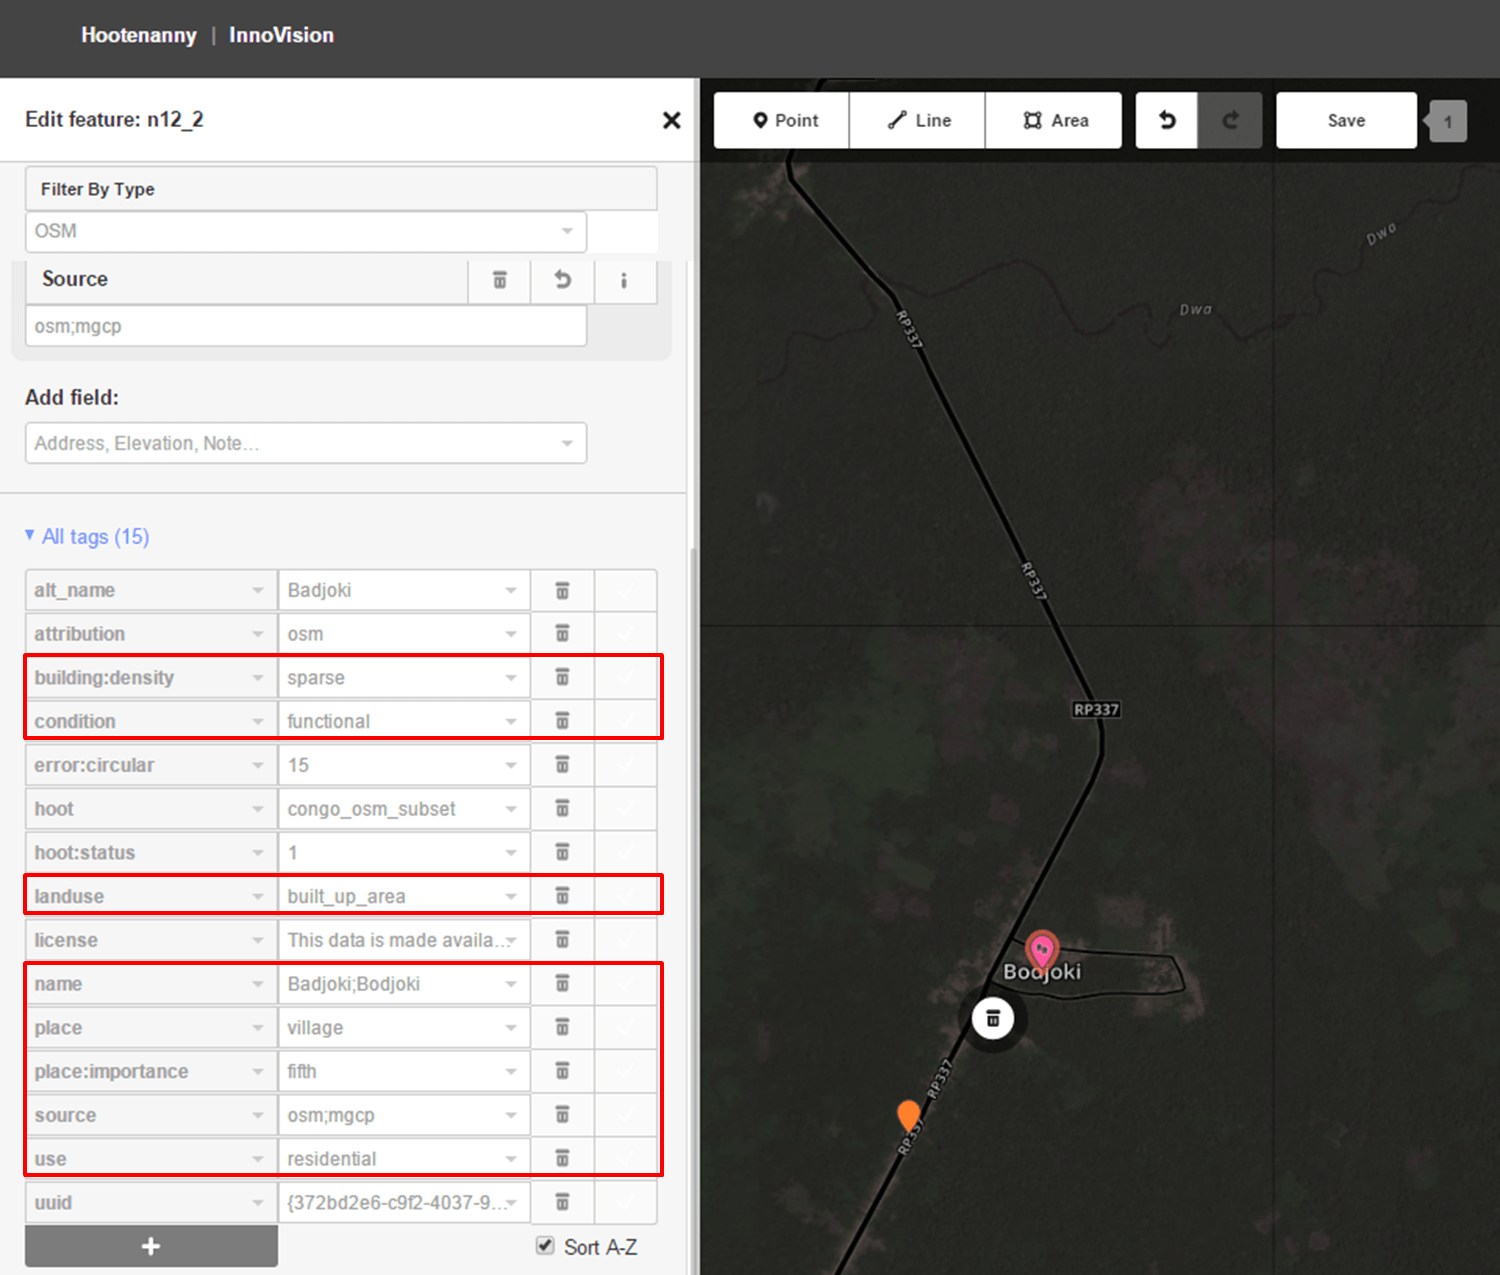 Hootenanny | InnoVision
Edit feature: n12_2
Point
Line
Area
Save
1
Filter By Type
OSM
Source
osm;mgcp
Add field:
Address, Elevation, Note...
All tags (15)
alt_name Badjoki
attribution osm
building:density sparse
condition functional
error:circular 15
hoot congo_osm_subset
hoot:status 1
landuse built_up_area
license This data is made availa...
name Badjoki;Bodjoki
place village
place:importance fifth
source osm;mgcp
use residential
uuid {372bd2e6-c9f2-4037-9...
Sort A-Z
Dwa
Dwa
RP337
RP337
RP337
Bodjoki
RP337
RP337